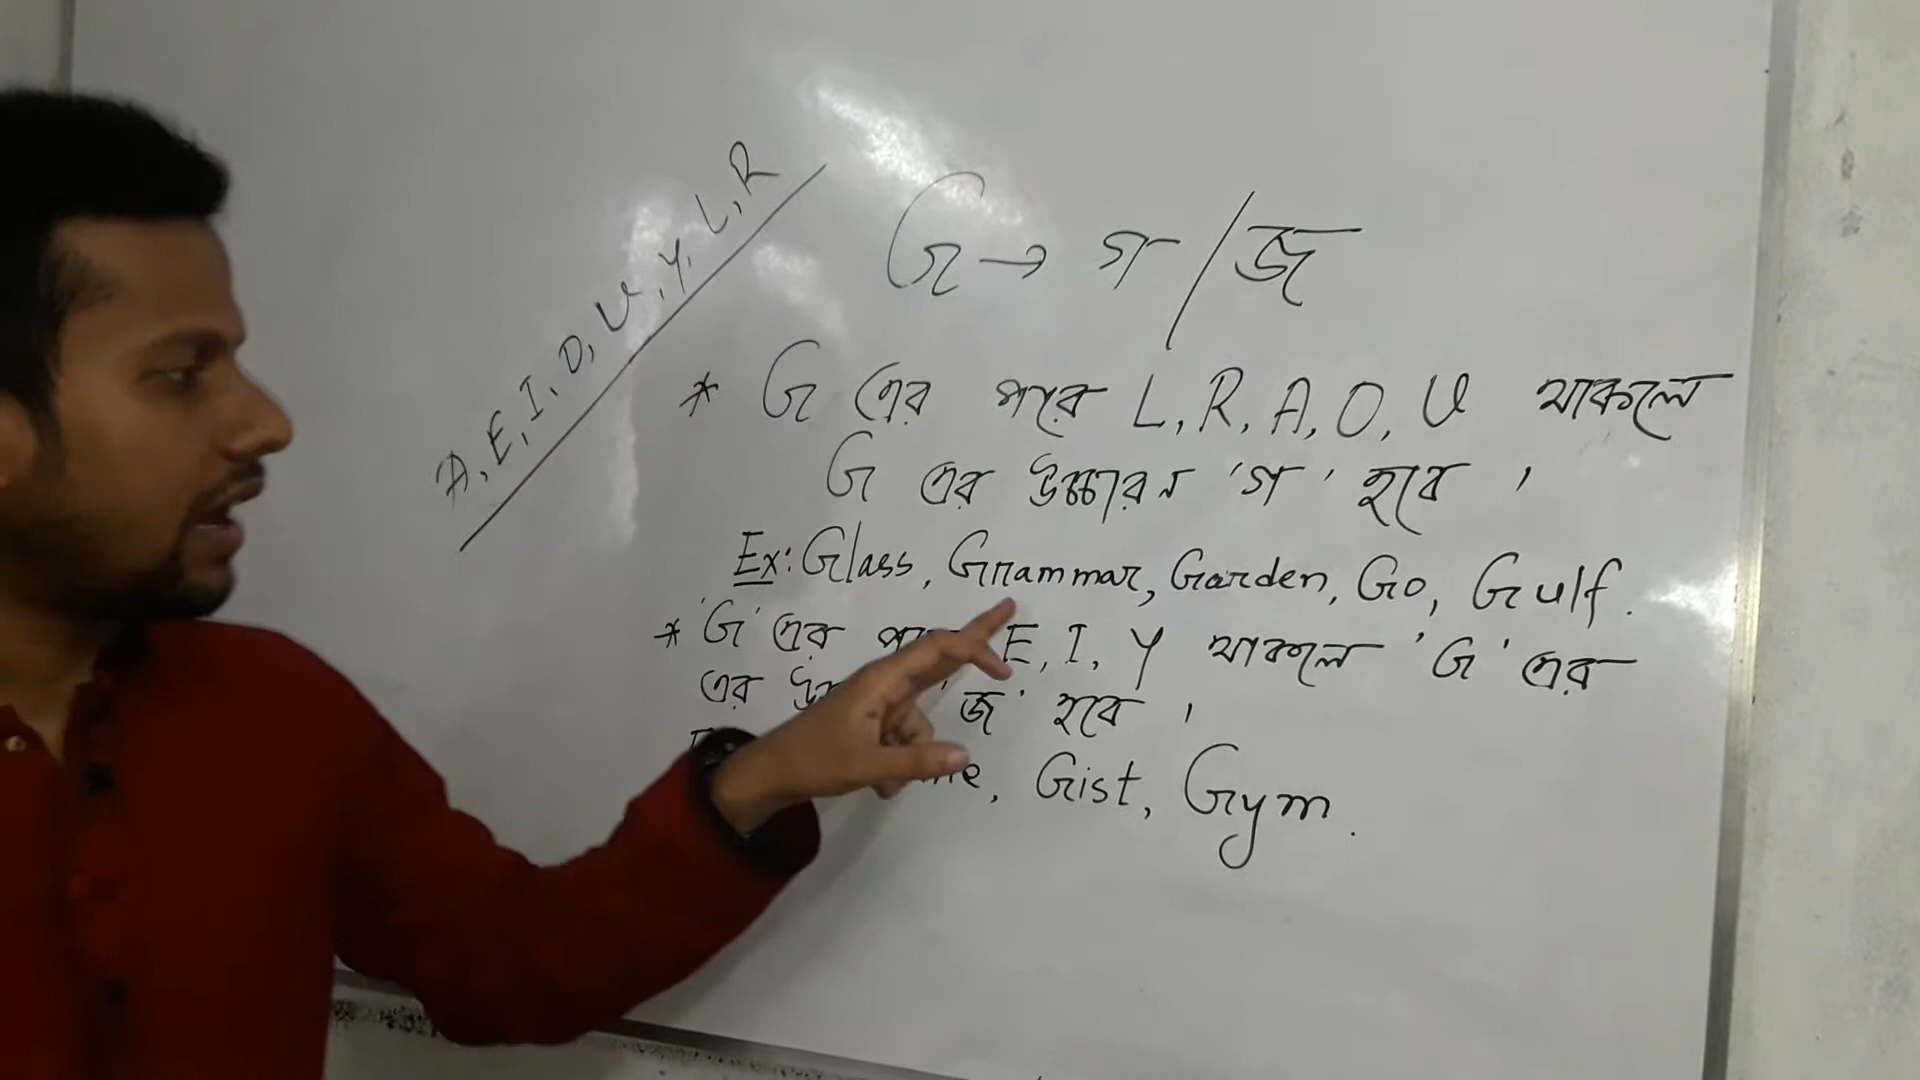 A, E, I, O, U, Y, L, R
G → গ / জ
* G এর পরে L, R, A, O, U থাকলে
G এর উচ্চারন 'গ' হবে ।
Ex: Glass, Grammar, Garden, Go, Gulf.
* 'G' এর E, I, Y থাকলে 'G' এর
এর 'জ' হবে ।
Gist, Gym.